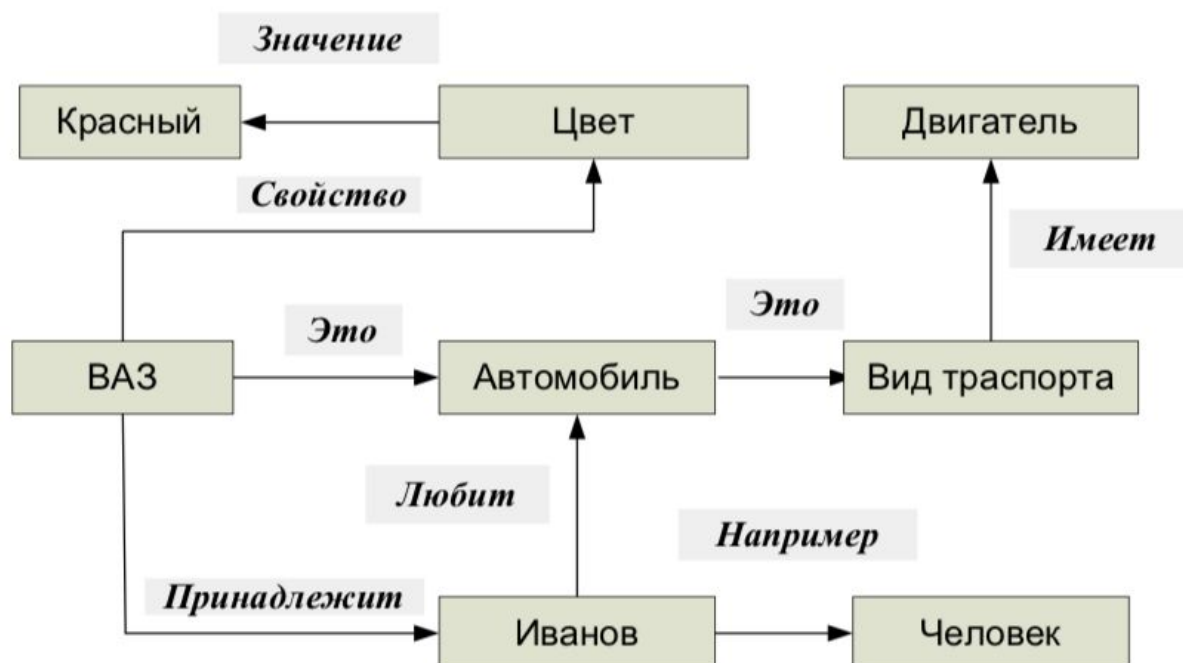 Значение
Красный
Цвет
Двигатель
Свойство
Имеет
Это
Это
ВАЗ
Автомобиль
Вид траспорта
Любит
Например
Принадлежит
Иванов
Человек